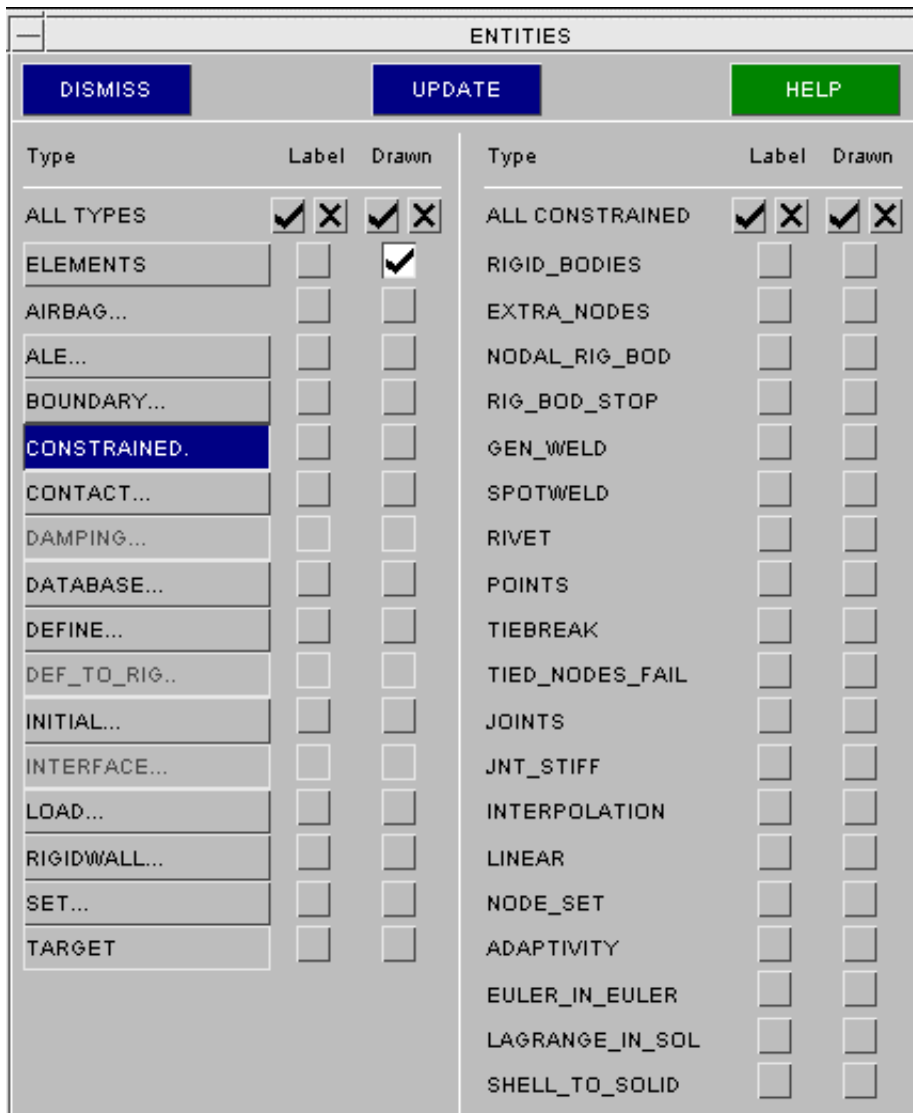 ENTITIES
DISMISS UPDATE HELP
Type Label Drawn Type Label Drawn
ALL TYPES ALL CONSTRAINED
ELEMENTS RIGID_BODIES
AIRBAG... EXTRA_NODES
ALE... NODAL_RIG_BOD
BOUNDARY... RIG_BOD_STOP
CONSTRAINED. GEN_WELD
CONTACT... SPOTWELD
DAMPING... RIVET
DATABASE... POINTS
DEFINE... TIEBREAK
DEF_TO_RIG.. TIED_NODES_FAIL
INITIAL... JOINTS
INTERFACE... JNT_STIFF
LOAD... INTERPOLATION
RIGIDWALL... LINEAR
SET... NODE_SET
TARGET ADAPTIVITY
EULER_IN_EULER
LAGRANGE_IN_SOL
SHELL_TO_SOLID